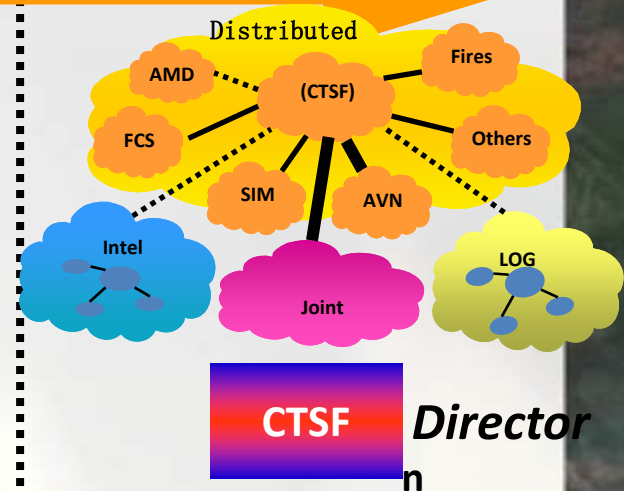 Distributed
Fires
AMD
(CTSF)
FCS
Others
SIM
AVN
Intel
LOG
Joint
CTSF Director
n